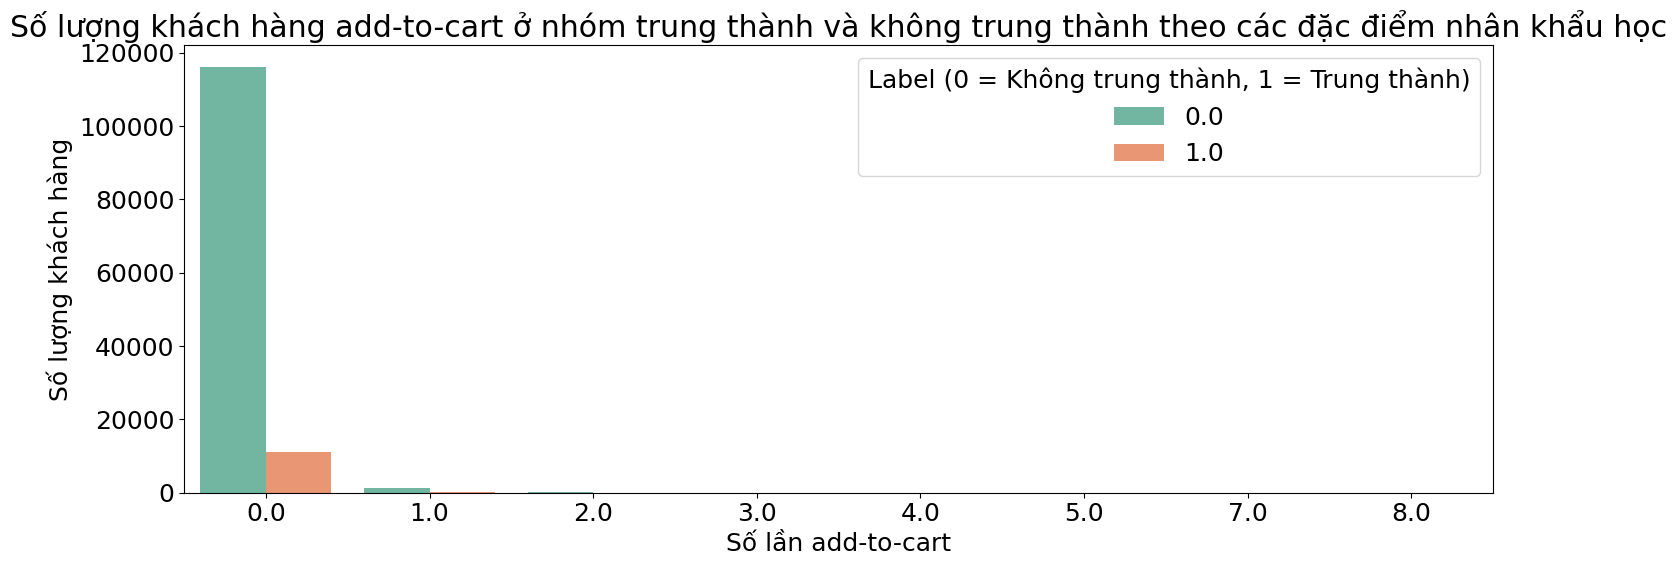 Số lượng khách hàng add-to-cart ở nhóm trung thành và không trung thành theo các đặc điểm nhân khẩu học
120000
100000
80000
60000
40000
20000
0
Số lượng khách hàng
Label (0 = Không trung thành, 1 = Trung thành)
0.0
1.0
0.0 1.0 2.0 3.0 4.0 5.0 7.0 8.0
Số lần add-to-cart